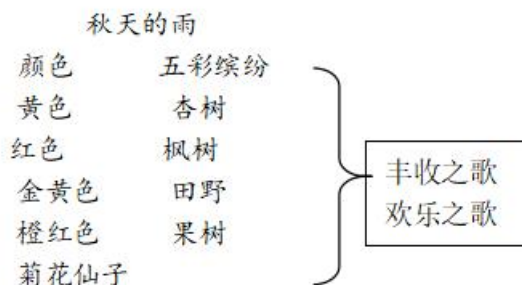 秋天的雨
颜色 五彩缤纷
黄色 杏树
红色 枫树
金黄色 田野
橙红色 果树
菊花仙子
丰收之歌
欢乐之歌